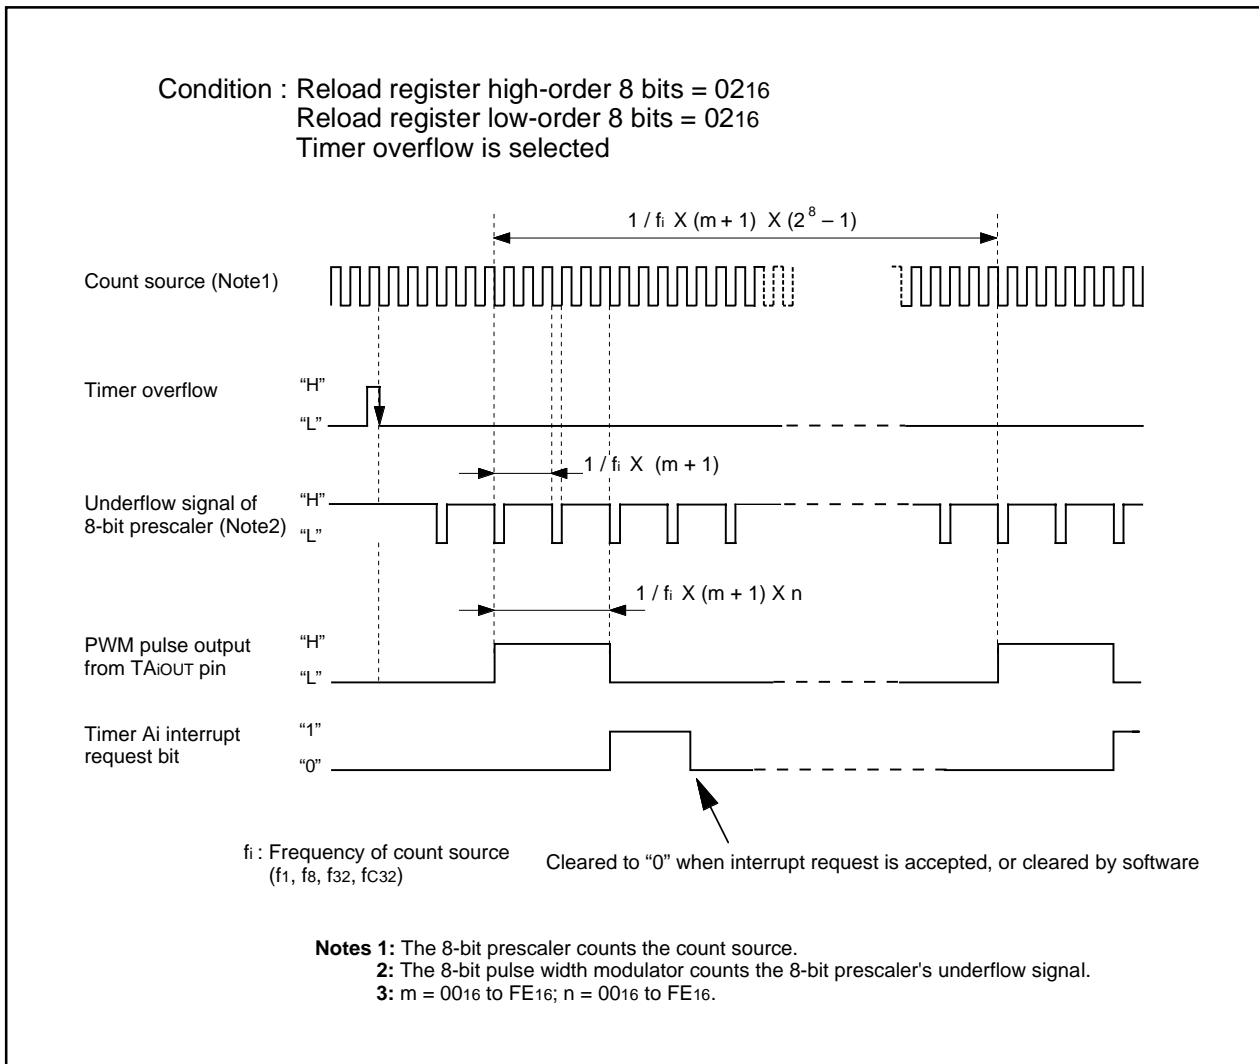 Condition : Reload register high-order 8 bits = 0216
Reload register low-order 8 bits = 0216
Timer overflow is selected
1 / fi X (m + 1) X (2^8 – 1)
Count source (Note1)
Timer overflow
“H”
“L”
1 / fi X (m + 1)
Underflow signal of
8-bit prescaler (Note2)
“H”
“L”
1 / fi X (m + 1) X n
PWM pulse output
from TAiOUT pin
“H”
“L”
Timer Ai interrupt
request bit
“1”
“0”
fi : Frequency of count source
(f1, f8, f32, fC32)
Cleared to “0” when interrupt request is accepted, or cleared by software
Notes 1: The 8-bit prescaler counts the count source.
2: The 8-bit pulse width modulator counts the 8-bit prescaler's underflow signal.
3: m = 0016 to FE16; n = 0016 to FE16.